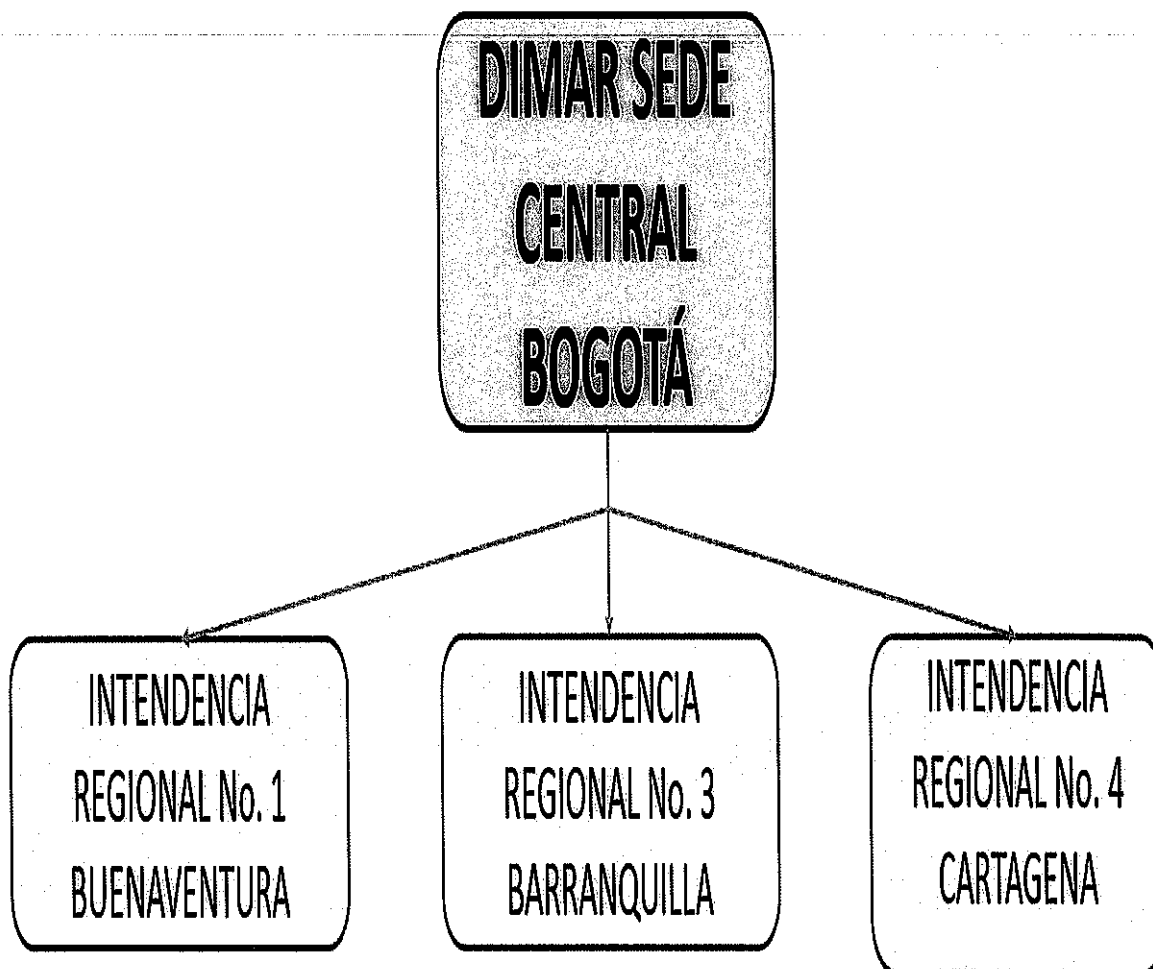 DIMAR SEDE
CENTRAL
BOGOTÁ
INTENDENCIA
REGIONAL No. 1
BUENAVENTURA
INTENDENCIA
REGIONAL No. 3
BARRANQUILLA
INTENDENCIA
REGIONAL No. 4
CARTAGENA